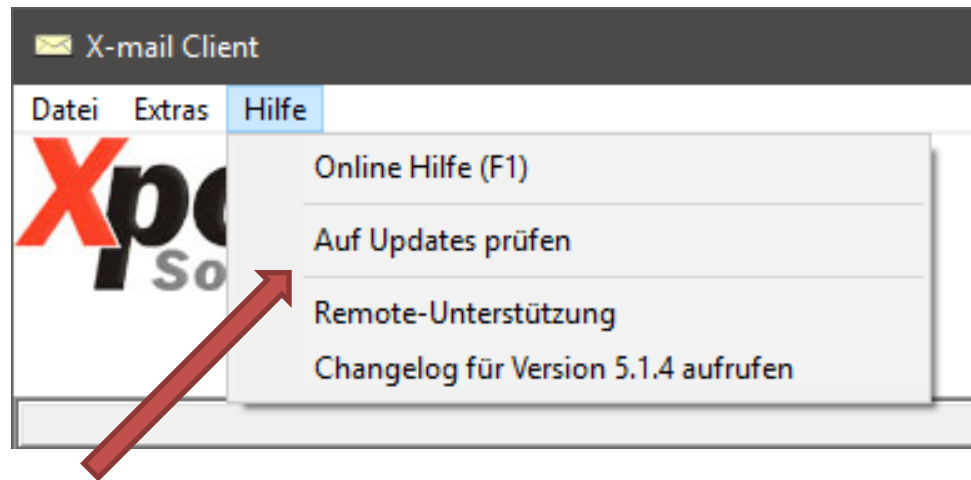 X-mail Client
Datei Extras Hilfe
Online Hilfe (F1)
Auf Updates prüfen
Remote-Unterstützung
Changelog für Version 5.1.4 aufrufen